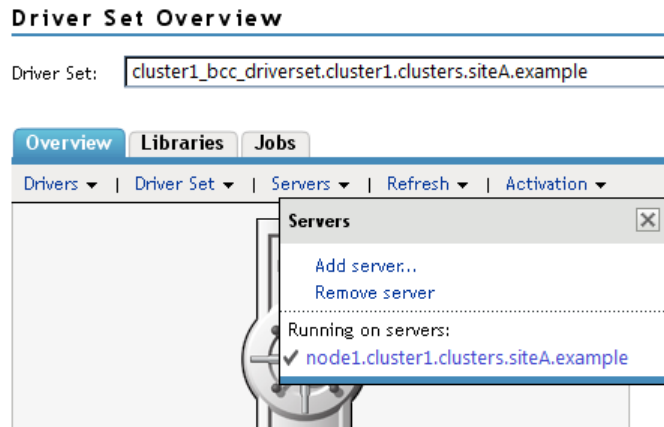 Driver Set Overview
Driver Set: cluster1_bcc_driverset.cluster1.clusters.siteA.example
Overview Libraries Jobs
Drivers | Driver Set | Servers | Refresh | Activation
Servers
Add server...
Remove server
Running on servers:
node1.cluster1.clusters.siteA.example